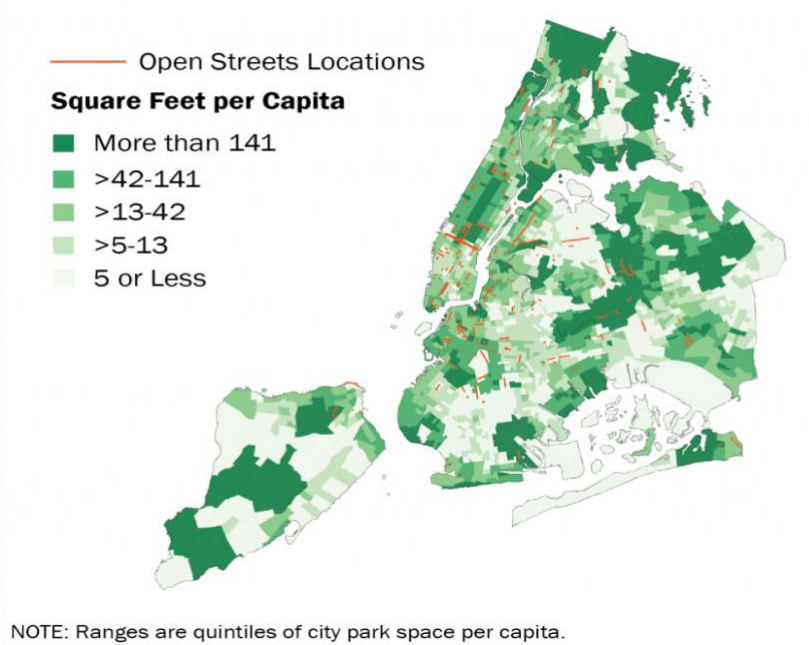 Open Streets Locations
Square Feet per Capita
More than 141
>42-141
>13-42
>5-13
5 or Less
NOTE: Ranges are quintiles of city park space per capita.